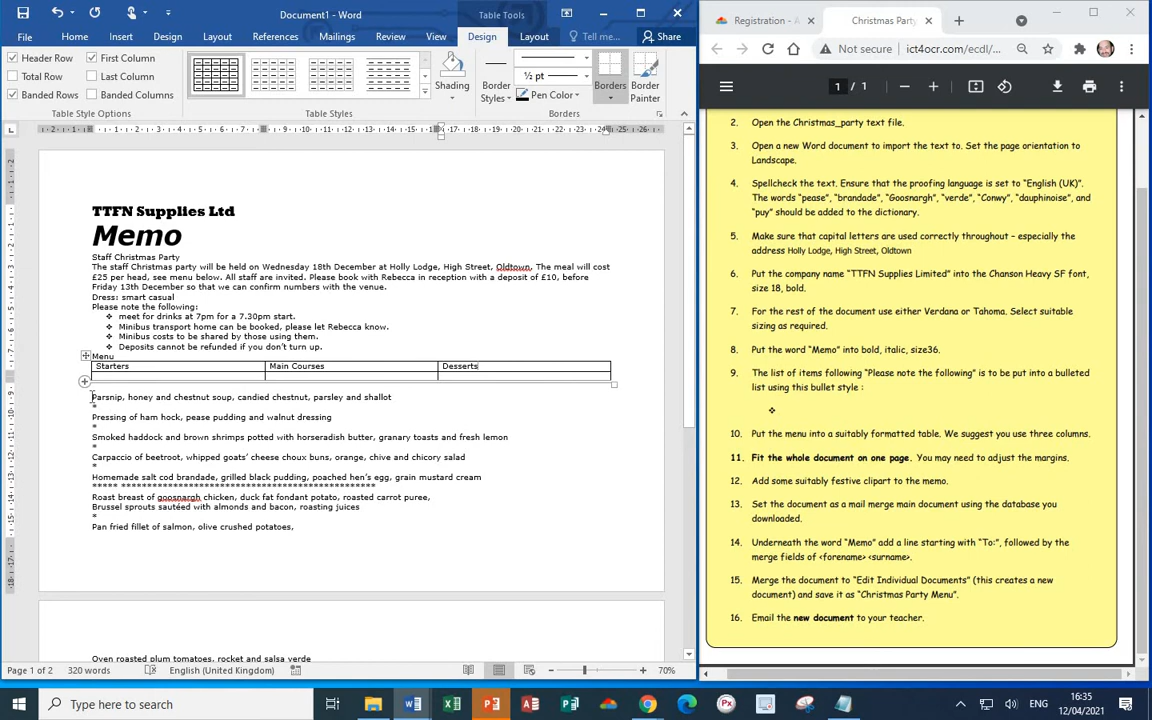 Document1 - Word
Table Tools
File
Home
Insert
Design
Layout
References
Mailings
Review
View
Design
Layout
Tell me...
Share
Header Row
First Column
Total Row
Last Column
Banded Rows
Banded Columns
Table Style Options
Table Styles
Shading
Border
Styles
½ pt
Pen Color
Borders
Border
Painter
Borders
TTFN Supplies Ltd
Memo
Staff Christmas Party
The staff Christmas party will be held on Wednesday 18th December at Holly Lodge, High Street, Oldtown, The meal will cost
£25 per head, see menu below. All staff are invited. Please book with Rebecca in reception with a deposit of £10, before
Friday 13th December so that we can confirm numbers with the venue.
Dress: smart casual
Please note the following:
❖ meet for drinks at 7pm for a 7.30pm start.
❖ Minibus transport home can be booked, please let Rebecca know.
❖ Minibus costs to be shared by those using them.
❖ Deposits cannot be refunded if you don't turn up.
Menu
Starters Main Courses Desserts
Parsnip, honey and chestnut soup, candied chestnut, parsley and shallot
*
Pressing of ham hock, pease pudding and walnut dressing
*
Smoked haddock and brown shrimps potted with horseradish butter, granary toasts and fresh lemon
*
Carpaccio of beetroot, whipped goats' cheese choux buns, orange, chive and chicory salad
*
Homemade salt cod brandade, grilled black pudding, poached hen's egg, grain mustard cream
Roast breast of goosnargh chicken, duck fat fondant potato, roasted carrot puree,
Brussel sprouts sautéed with almonds and bacon, roasting juices
*
Pan fried fillet of salmon, olive crushed potatoes,
Oven roasted plum tomatoes, rocket and salsa verde
Page 1 of 2
320 words
English (United Kingdom)
70%
Registration - A
Christmas Party
Not secure
ict4ocr.com/ecdl/
1 / 1
2. Open the Christmas_party text file.
3. Open a new Word document to import the text to. Set the page orientation to
Landscape.
4. Spellcheck the text. Ensure that the proofing language is set to "English (UK)".
The words "pease", "brandade", "Goosnargh", "verde", "Conwy", "dauphinoise", and
"puy" should be added to the dictionary.
5. Make sure that capital letters are used correctly throughout – especially the
address Holly Lodge, High Street, Oldtown
6. Put the company name "TTFN Supplies Limited" into the Chanson Heavy SF font,
size 18, bold.
7. For the rest of the document use either Verdana or Tahoma. Select suitable
sizing as required.
8. Put the word "Memo" into bold, italic, size36.
9. The list of items following "Please note the following" is to be put into a bulleted
list using this bullet style :
❖
10. Put the menu into a suitably formatted table. We suggest you use three columns.
11. Fit the whole document on one page. You may need to adjust the margins.
12. Add some suitably festive clipart to the memo.
13. Set the document as a mail merge main document using the database you
downloaded.
14. Underneath the word "Memo" add a line starting with "To:", followed by the
merge fields of <forename> <surname>.
15. Merge the document to "Edit Individual Documents" (this creates a new
document) and save it as "Christmas Party Menu".
16. Email the new document to your teacher.
Type here to search
ENG
16:35
12/04/2021